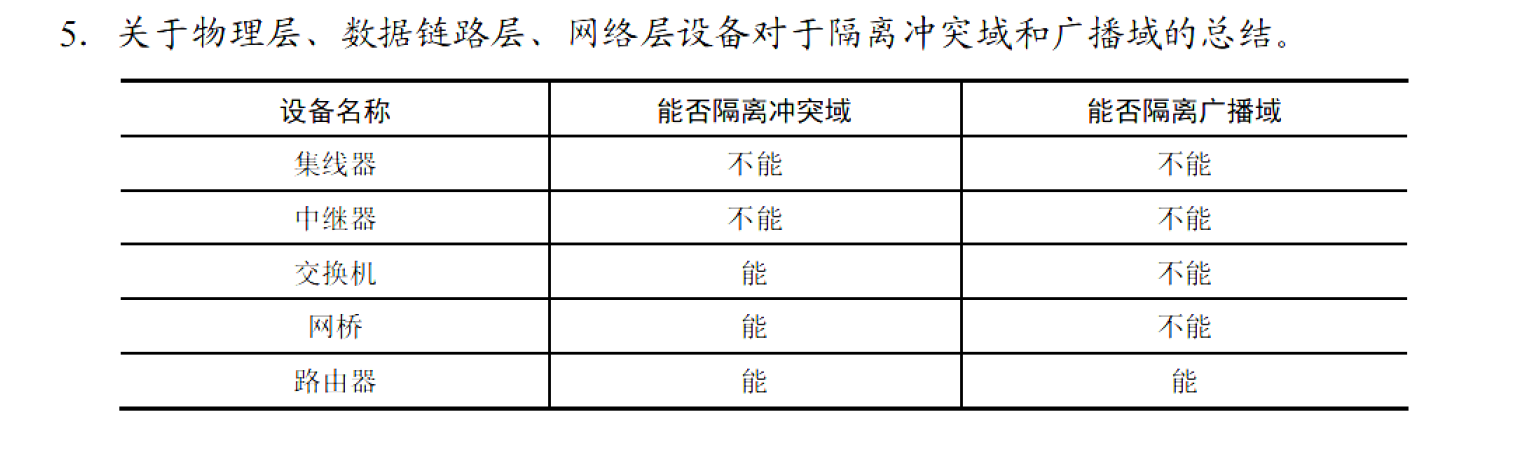 5. 关于物理层、数据链路层、网络层设备对于隔离冲突域和广播域的总结。
设备名称 能否隔离冲突域 能否隔离广播域
集线器 不能 不能
中继器 不能 不能
交换机 能 不能
网桥 能 不能
路由器 能 能